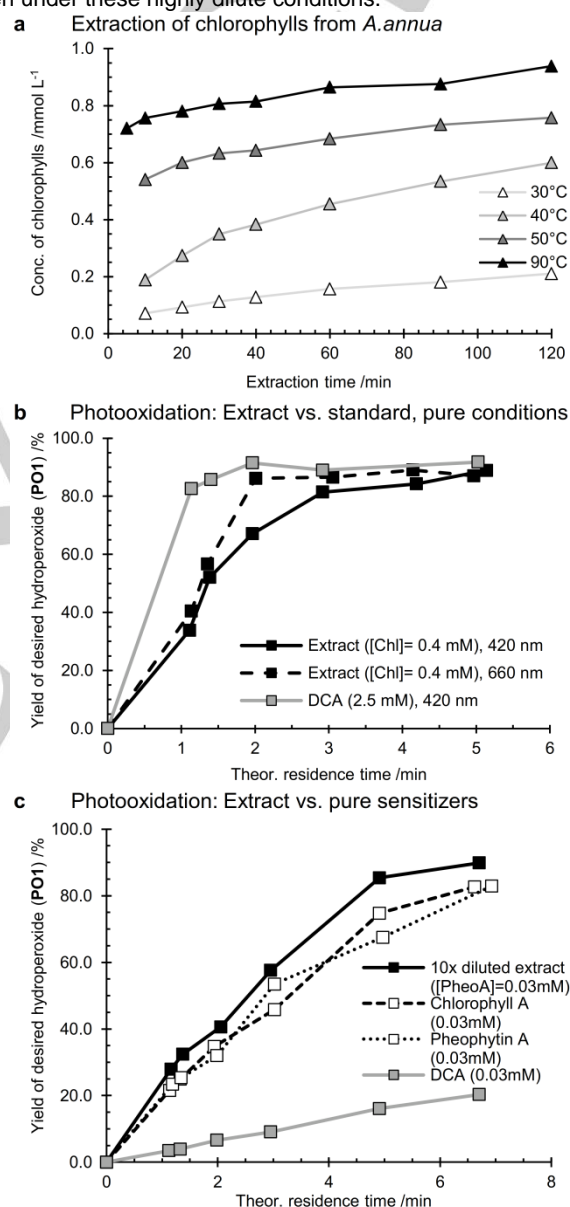 en under these highly dilute conditions.
a Extraction of chlorophylls from A.annua
1.0
0.8
0.6
0.4
0.2
0.0
Conc. of chlorophylls /mmol L-1
30°C
40°C
50°C
90°C
0 20 40 60 80 100 120
Extraction time /min
b Photooxidation: Extract vs. standard, pure conditions
100.0
80.0
60.0
40.0
20.0
0.0
Yield of desired hydroperoxide (PO1) /%
Extract ([Chl]= 0.4 mM), 420 nm
Extract ([Chl]= 0.4 mM), 660 nm
DCA (2.5 mM), 420 nm
0 1 2 3 4 5 6
Theor. residence time /min
c Photooxidation: Extract vs. pure sensitizers
100.0
80.0
60.0
40.0
20.0
0.0
Yield of desired hydroperoxide (PO1) /%
10x diluted extract
([PheoA]=0.03mM)
Chlorophyll A
(0.03mM)
Pheophytin A
(0.03mM)
DCA (0.03mM)
0 2 4 6 8
Theor. residence time /min